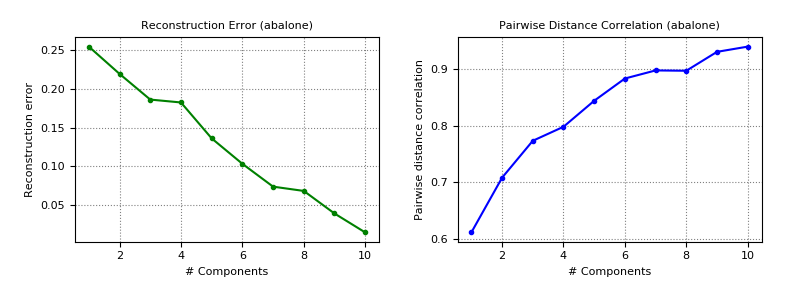 Reconstruction Error (abalone)
Reconstruction error
0.25
0.20
0.15
0.10
0.05
2 4 6 8 10
# Components
Pairwise Distance Correlation (abalone)
Pairwise distance correlation
0.9
0.8
0.7
0.6
2 4 6 8 10
# Components